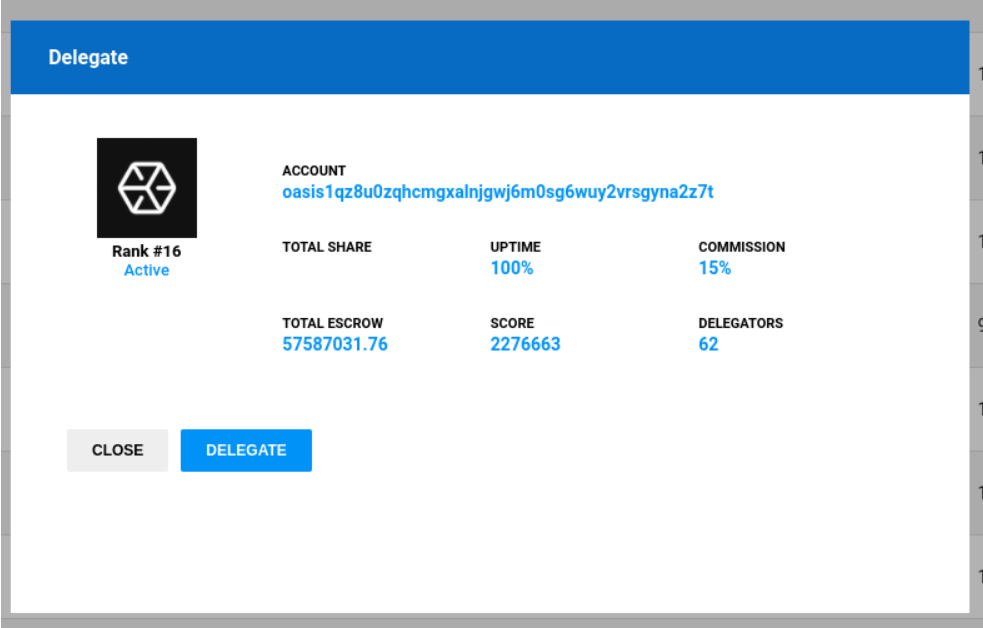 Delegate
ACCOUNT
oasis1qz8u0zqhcmgxalnjgwj6m0sg6wuy2vrsgyna2z7t
Rank #16
Active
TOTAL SHARE
UPTIME
100%
COMMISSION
15%
TOTAL ESCROW
57587031.76
SCORE
2276663
DELEGATORS
62
CLOSE
DELEGATE